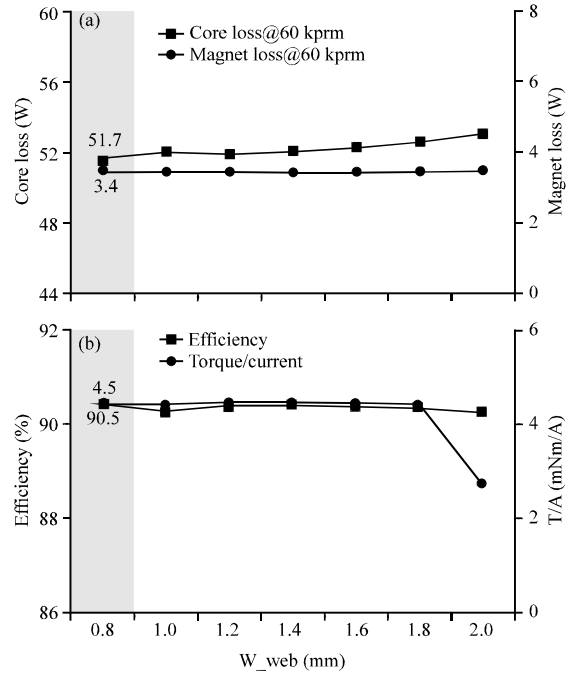 (a)
Core loss@60 kprm
Magnet loss@60 kprm
60
56
52
48
44
Core loss (W)
51.7
3.4
8
6
4
2
0
Magnet loss (W)
(b)
Efficiency
Torque/current
92
90
88
86
Efficiency (%)
4.5
90.5
6
4
2
0
T/A (mNm/A)
0.8 1.0 1.2 1.4 1.6 1.8 2.0
W_web (mm)